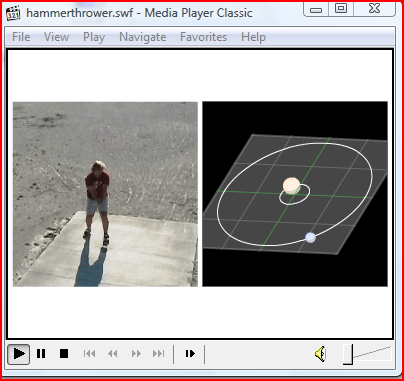 hammerthrower.swf - Media Player Classic
File View Play Navigate Favorites Help